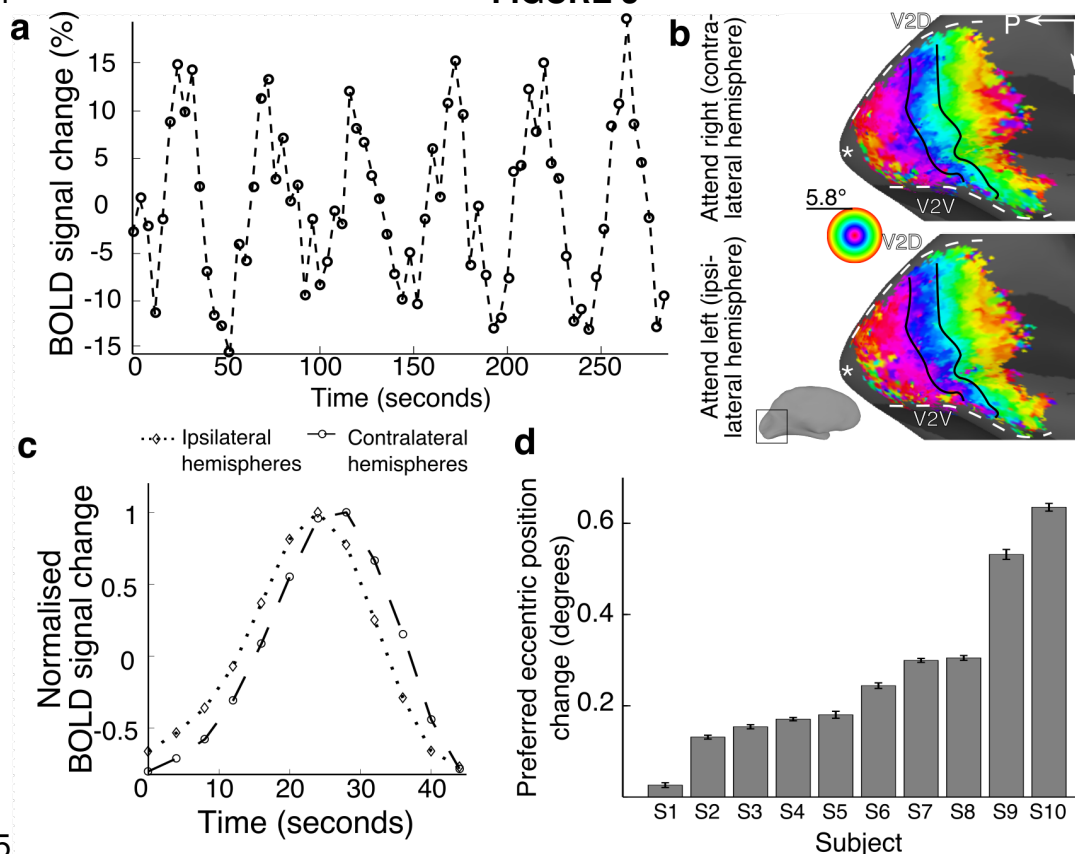 a
BOLD signal change (%)
15
10
5
0
-5
-10
-15
0
50
100
150
200
250
Time (seconds)
b
Attend right (contra-
lateral hemisphere)
V2D
P
*
V2V
5.8°
Attend left (ipsi-
lateral hemisphere)
V2D
*
V2V
c
Ipsilateral
hemispheres
Contralateral
hemispheres
Normalised
BOLD signal change
1
0.5
0
-0.5
0
10
20
30
40
Time (seconds)
d
Preferred eccentric position
change (degrees)
0.6
0.4
0.2
S1 S2 S3 S4 S5 S6 S7 S8 S9 S10
Subject